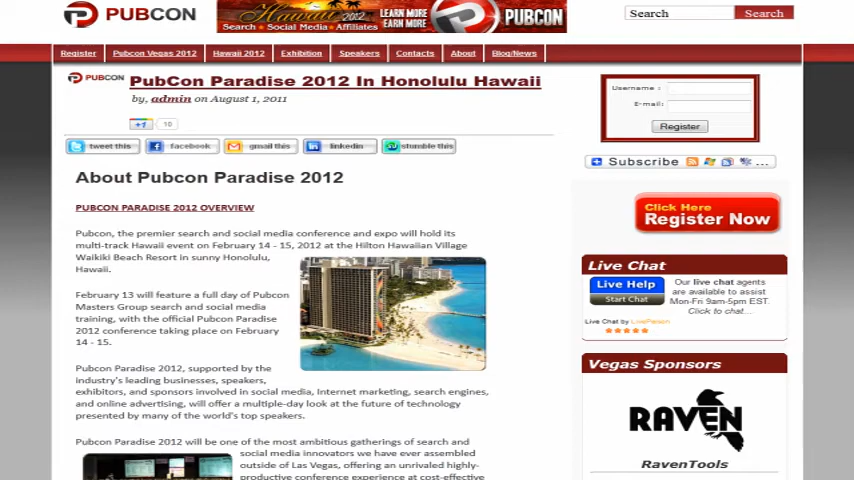 PUBCON
Hawaii 2012
Search • Social Media • Affiliates
LEARN MORE
EARN MORE
PUBCON
Search
Search
Register
Pubcon Vegas 2012
Hawaii 2012
Exhibition
Speakers
Contacts
About
Blog/News
PUBCON
PubCon Paradise 2012 In Honolulu Hawaii
by, admin on August 1, 2011
+1
10
tweet this
facebook
gmail this
linkedin
stumble this
About Pubcon Paradise 2012
PUBCON PARADISE 2012 OVERVIEW
Pubcon, the premier search and social media conference and expo will hold its
multi-track Hawaii event on February 14 - 15, 2012 at the Hilton Hawaiian Village
Waikiki Beach Resort in sunny Honolulu,
Hawaii.
February 13 will feature a full day of Pubcon
Masters Group search and social media
training, with the official Pubcon Paradise
2012 conference taking place on February
14 - 15.
Pubcon Paradise 2012, supported by the
industry's leading businesses, speakers,
exhibitors, and sponsors involved in social media, Internet marketing, search engines,
and online advertising, will offer a multiple-day look at the future of technology
presented by many of the world's top speakers.
Pubcon Paradise 2012 will be one of the most ambitious gatherings of search and
social media innovators we have ever assembled
outside of Las Vegas, offering an unrivaled highly-
productive conference experience at cost-effective
Username :
E-mail:
Register
Subscribe
...
Click Here
Register Now
Live Chat
Live Help
Start Chat
Live Chat by LivePerson
Our live chat agents
are available to assist
Mon-Fri 9am-5pm EST.
Click to chat...
Vegas Sponsors
RAVEN
RavenTools